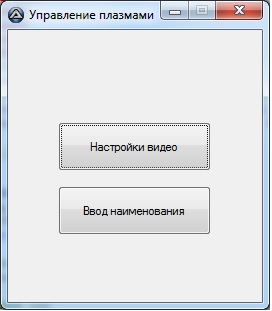 Управление плазмами
Настройки видео
Ввод наименования